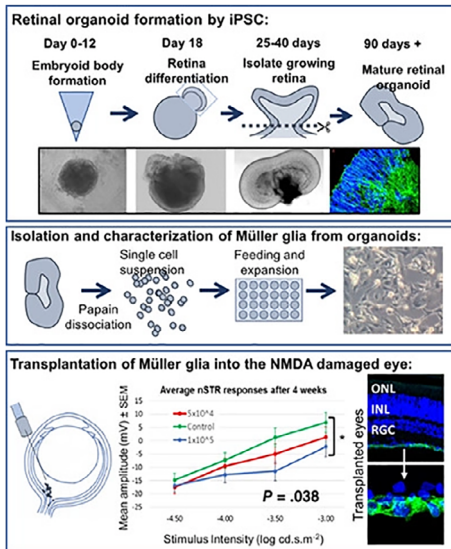 Retinal organoid formation by iPSC:
Day 0-12
Day 18
25-40 days
90 days +
Embryoid body
formation
Retina
differentiation
Isolate growing
retina
Mature retinal
organoid
Isolation and characterization of Müller glia from organoids:
Single cell
suspension
Feeding and
expansion
Papain
dissociation
Transplantation of Müller glia into the NMDA damaged eye:
Average nSTR responses after 4 weeks
Mean amplitude (mV) ± SEM
20
15
10
5
0
-5
-10
-15
-20
-25
-30
5x10^4
Control
1x10^5
*
P = .038
-4.50
-4.00
-3.50
-3.00
Stimulus Intensity (log cd.s.m-2)
Transplanted eyes
ONL
INL
RGC